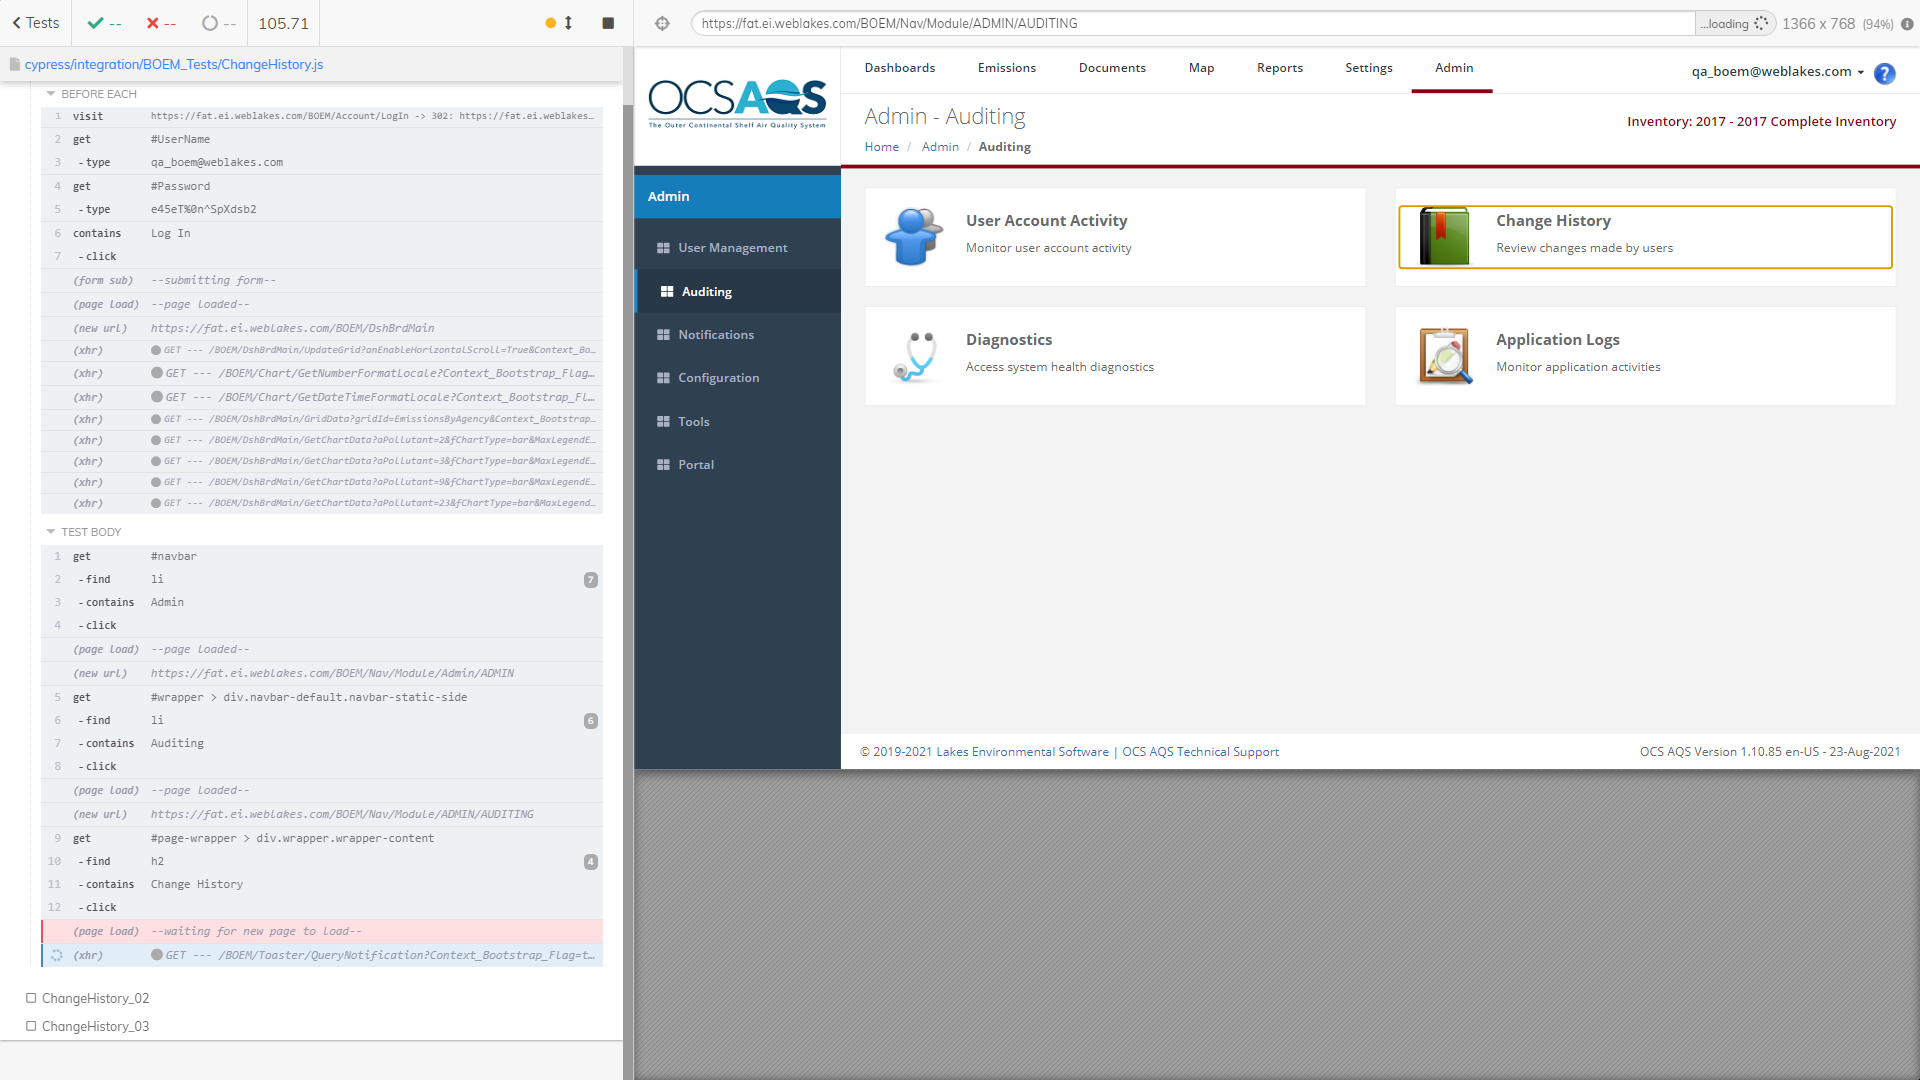 Tests
--
--
--
105.71
https://fat.ei.weblakes.com/BOEM/Nav/Module/ADMIN/AUDITING
...loading
1366 x 768 (94%)
cypress/integration/BOEM_Tests/ChangeHistory.js
BEFORE EACH
1 visit https://fat.ei.weblakes.com/BOEM/Account/LogIn -> 302: https://fat.ei.weblakes...
2 get #UserName
3 -type qa_boem@weblakes.com
4 get #Password
5 -type e45eT%0n^SpXdsb2
6 contains Log In
7 -click
(form sub) --submitting form--
(page load) --page loaded--
(new url) https://fat.ei.weblakes.com/BOEM/DshBrdMain
(xhr) GET --- /BOEM/DshBrdMain/UpdateGrid?anEnableHorizontalScroll=True&Context_Bo...
(xhr) GET --- /BOEM/Chart/GetNumberFormatLocale?Context_Bootstrap_Flag...
(xhr) GET --- /BOEM/Chart/GetDateTimeFormatLocale?Context_Bootstrap_Fl...
(xhr) GET --- /BOEM/DshBrdMain/GridData?gridId=EmissionsByAgency&Context_Bootstrap...
(xhr) GET --- /BOEM/DshBrdMain/GetChartData?aPollutant=2&fChartType=bar&MaxLegendE...
(xhr) GET --- /BOEM/DshBrdMain/GetChartData?aPollutant=3&fChartType=bar&MaxLegendE...
(xhr) GET --- /BOEM/DshBrdMain/GetChartData?aPollutant=9&fChartType=bar&MaxLegendE...
(xhr) GET --- /BOEM/DshBrdMain/GetChartData?aPollutant=23&fChartType=bar&MaxLegend...
TEST BODY
1 get #navbar
2 -find li 7
3 -contains Admin
4 -click
(page load) --page loaded--
(new url) https://fat.ei.weblakes.com/BOEM/Nav/Module/Admin/ADMIN
5 get #wrapper > div.navbar-default.navbar-static-side
6 -find li 6
7 -contains Auditing
8 -click
(page load) --page loaded--
(new url) https://fat.ei.weblakes.com/BOEM/Nav/Module/ADMIN/AUDITING
9 get #page-wrapper > div.wrapper.wrapper-content
10 -find h2 4
11 -contains Change History
12 -click
(page load) --waiting for new page to load--
(xhr) GET --- /BOEM/Toaster/QueryNotification?Context_Bootstrap_Flag=t...
ChangeHistory_02
ChangeHistory_03
OCSAQS
The Outer Continental Shelf Air Quality System
Dashboards Emissions Documents Map Reports Settings Admin
qa_boem@weblakes.com ?
Admin - Auditing
Inventory: 2017 - 2017 Complete Inventory
Home / Admin / Auditing
Admin
User Management
Auditing
Notifications
Configuration
Tools
Portal
User Account Activity
Monitor user account activity
Change History
Review changes made by users
Diagnostics
Access system health diagnostics
Application Logs
Monitor application activities
© 2019-2021 Lakes Environmental Software | OCS AQS Technical Support
OCS AQS Version 1.10.85 en-US - 23-Aug-2021